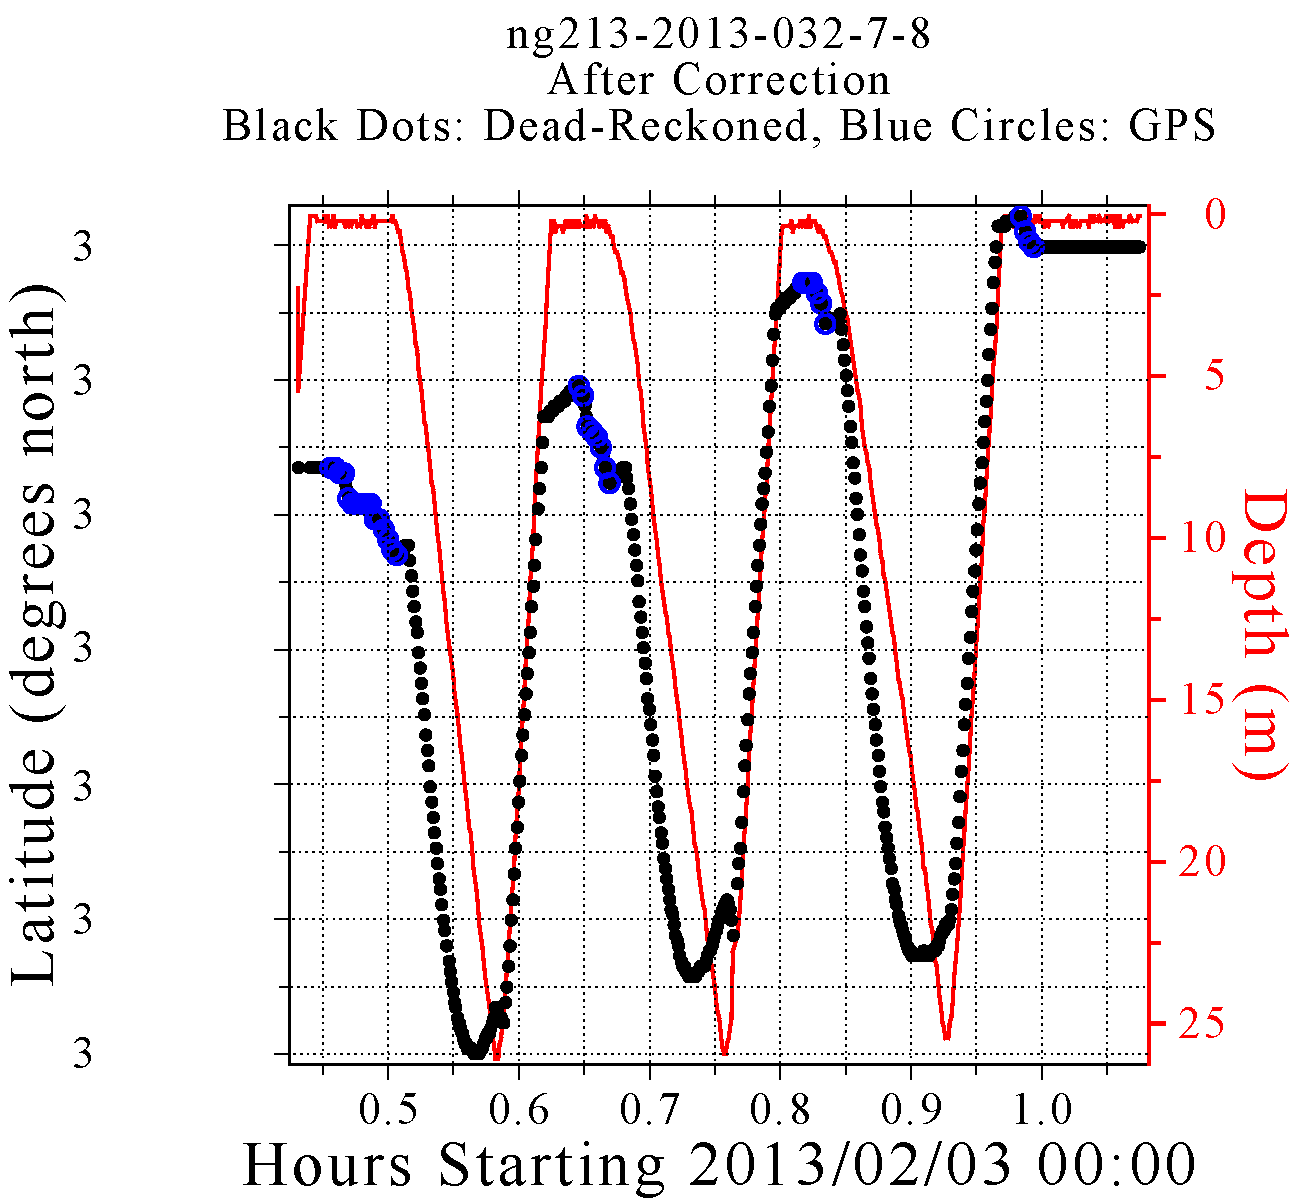 ng213-2013-032-7-8
After Correction
Black Dots: Dead-Reckoned, Blue Circles: GPS
Latitude (degrees north)
3
3
3
3
3
3
3
0
5
10
15
20
25
Depth (m)
0.5 0.6 0.7 0.8 0.9 1.0
Hours Starting 2013/02/03 00:00